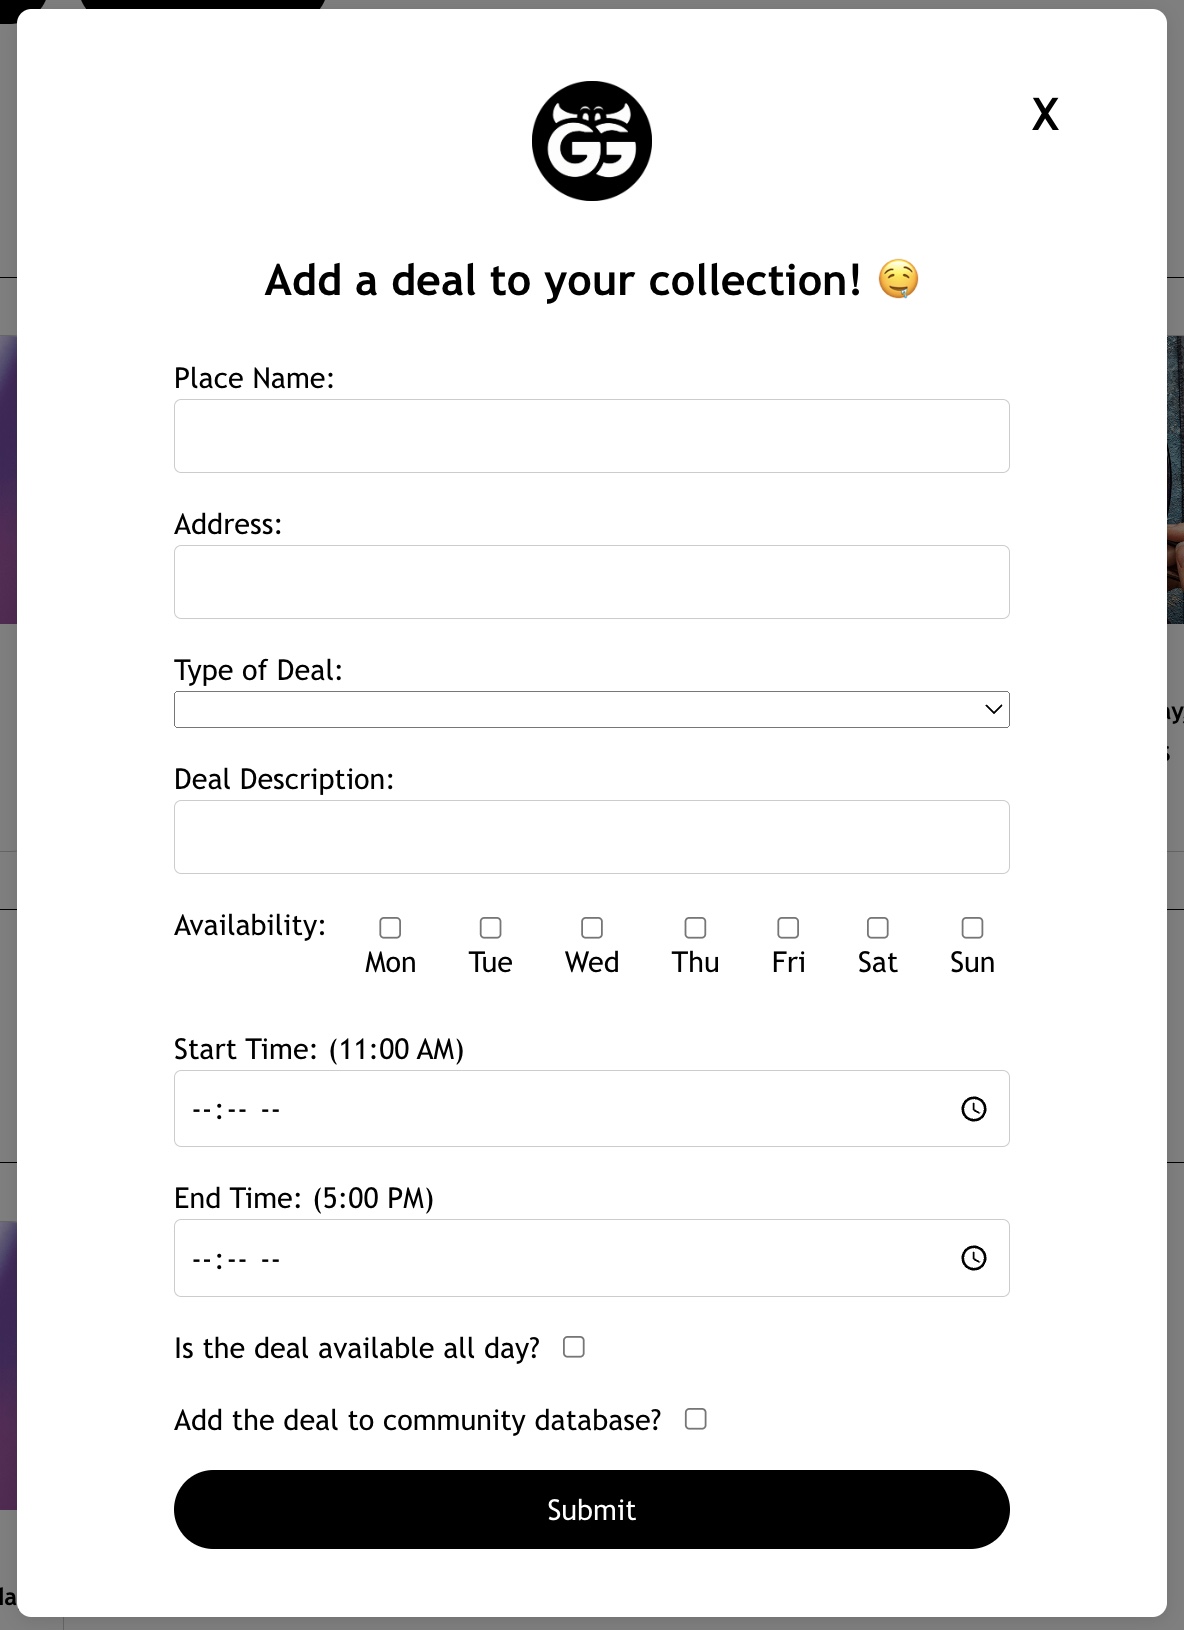 GG
X
Add a deal to your collection! 🤤
Place Name:
Address:
Type of Deal:
Deal Description:
Availability:
Mon Tue Wed Thu Fri Sat Sun
Start Time: (11:00 AM)
--:-- --
End Time: (5:00 PM)
--:-- --
Is the deal available all day?
Add the deal to community database?
Submit